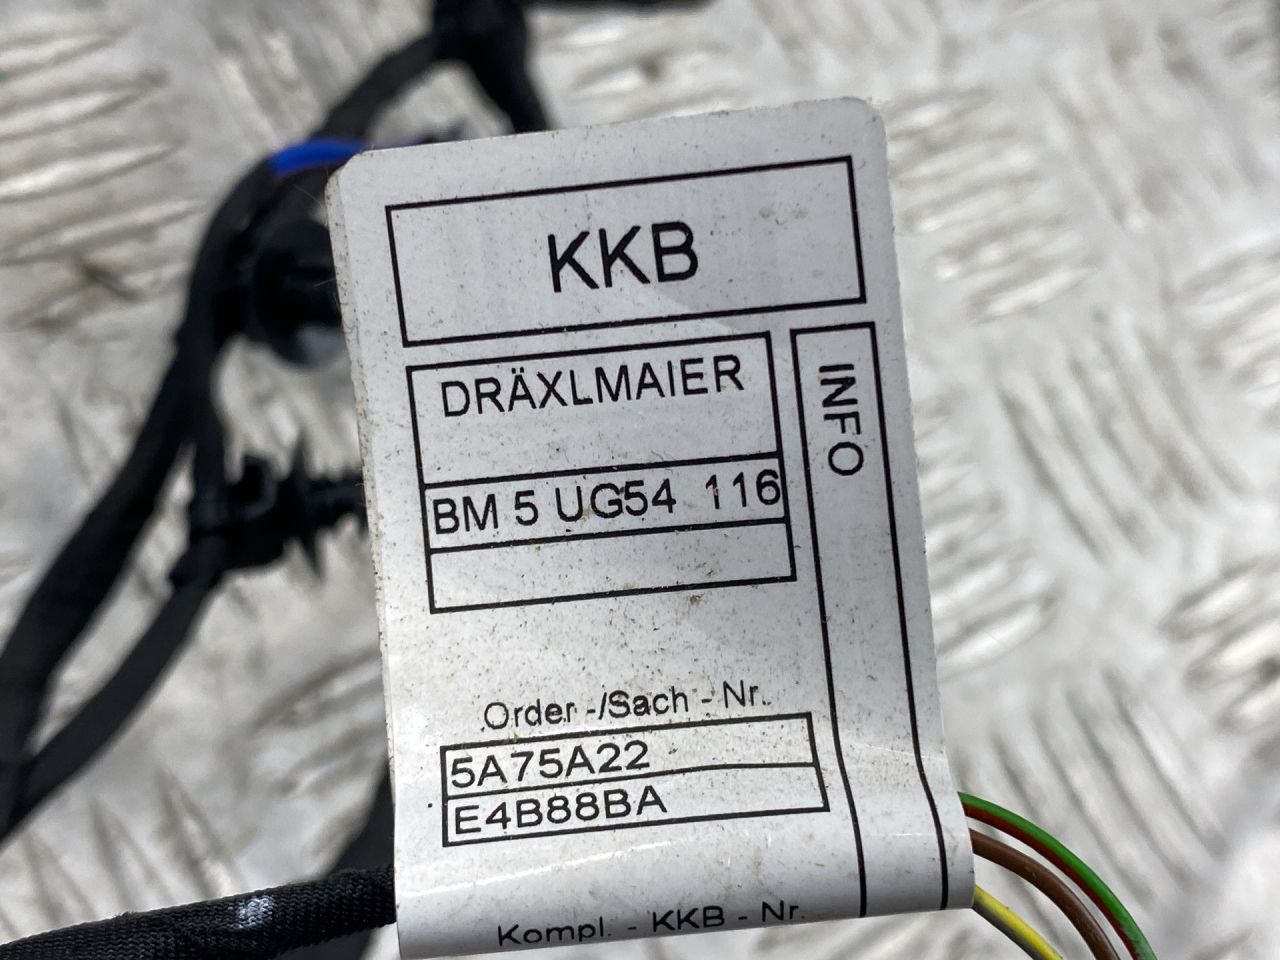 KKB
DRÄXLMAIER
INFO
BM 5 UG54 116
Order -/Sach - Nr.
5A75A22
E4B88BA
Kompl. - KKB - Nr.